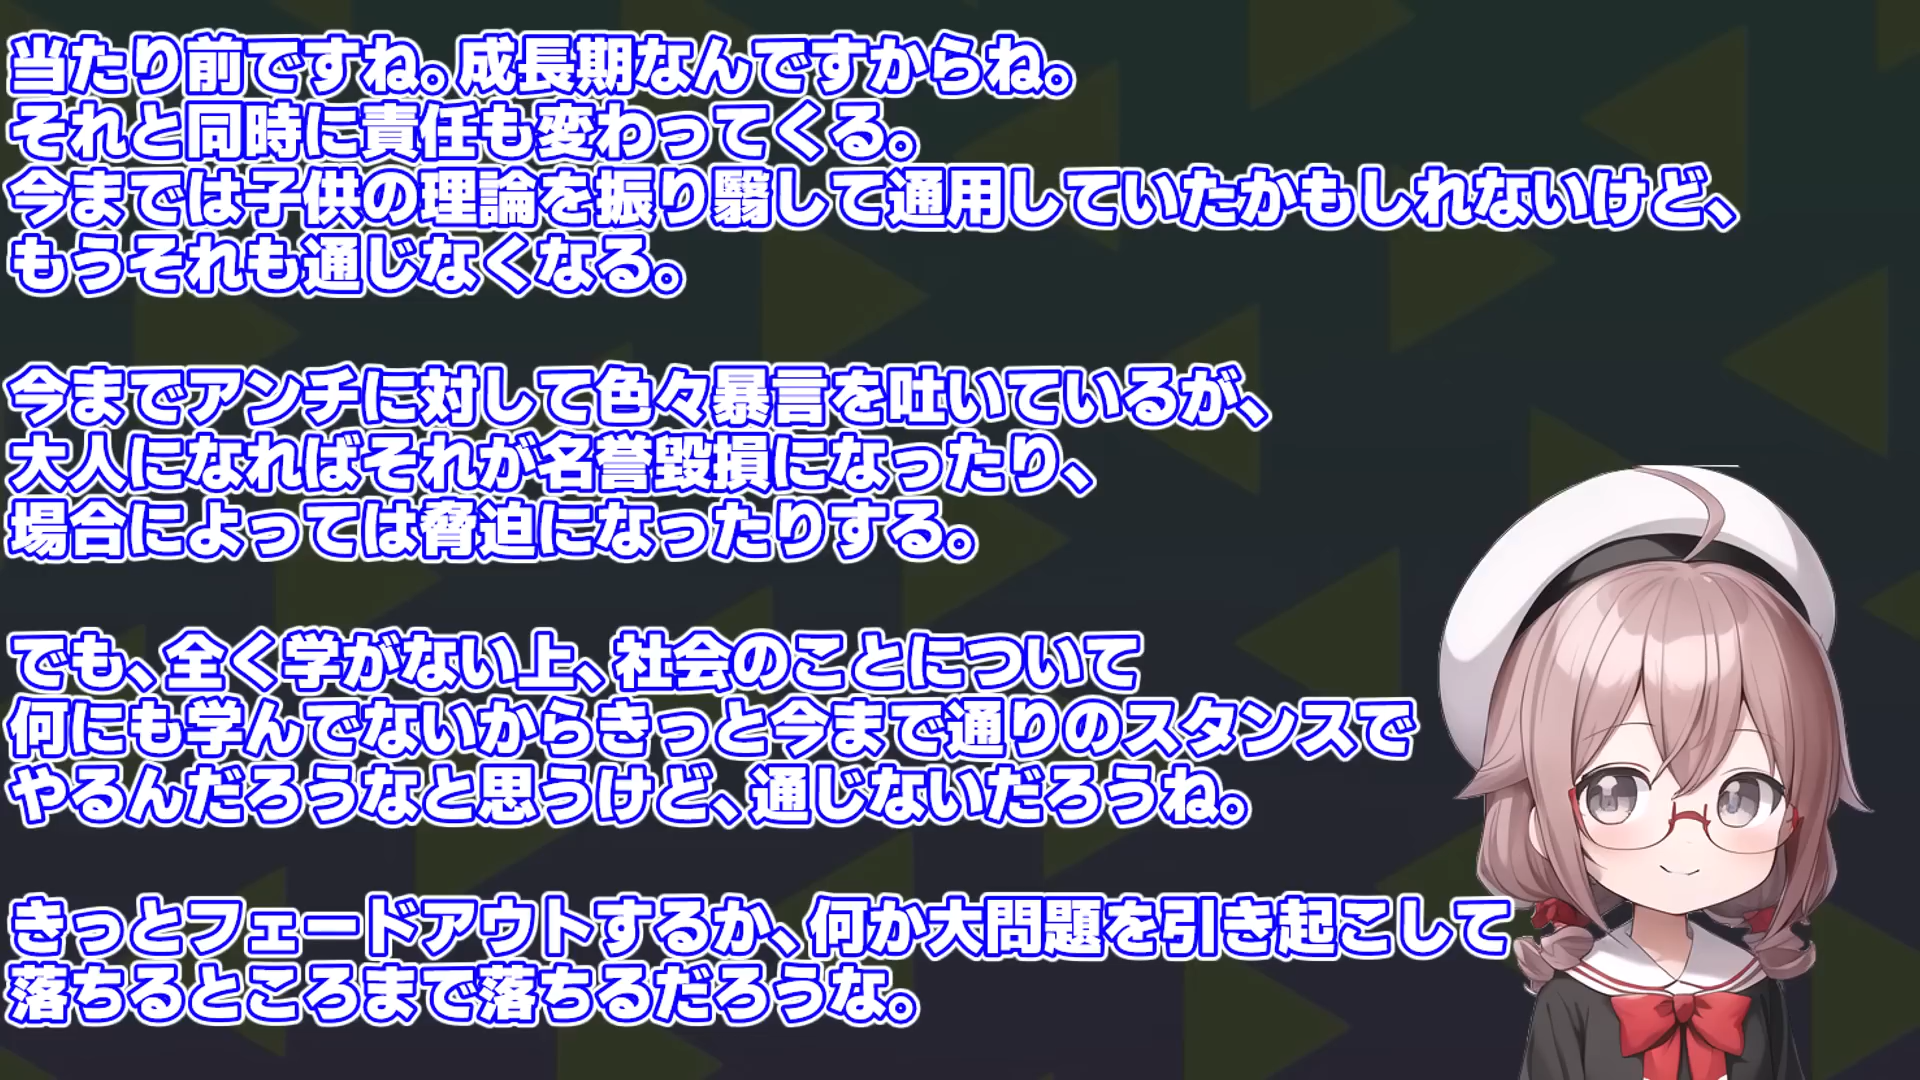 当たり前ですね。成長期なんですからね。
それと同時に責任も変わってくる。
今までは子供の理論を振り翳して通用していたかもしれないけど、
もうそれも通じなくなる。
今までアンチに対して色々暴言を吐いているが、
大人になればそれが名誉毀損になったり、
場合によっては脅迫になったりする。
でも、全く学がない上、社会のことについて
何にも学んでないからきっと今まで通りのスタンスで
やるんだろうなと思うけど、通じないだろうね。
きっとフェードアウトするか、何か大問題を引き起こして
落ちるところまで落ちるだろうな。